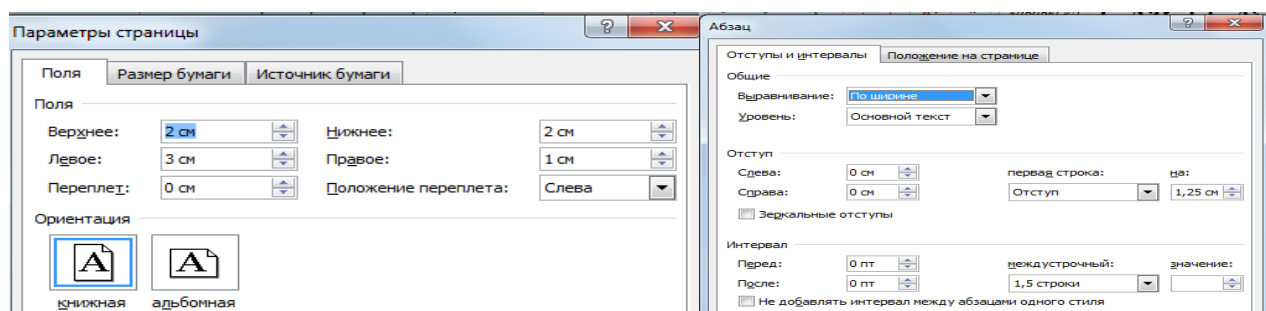 Параметры страницы
Поля Размер бумаги Источник бумаги
Поля
Верхнее: 2 см Нижнее: 2 см
Левое: 3 см Правое: 1 см
Переплет: 0 см Положение переплета: Слева
Ориентация
A A
книжная альбомная
Абзац
Отступы и интервалы Положение на странице
Общие
Выравнивание: По ширине
Уровень: Основной текст
Отступ
Слева: 0 см первая строка: на:
Справа: 0 см Отступ 1,25 см
Зеркальные отступы
Интервал
Перед: 0 пт междустрочный: значение:
После: 0 пт 1,5 строки
Не добавлять интервал между абзацами одного стиля